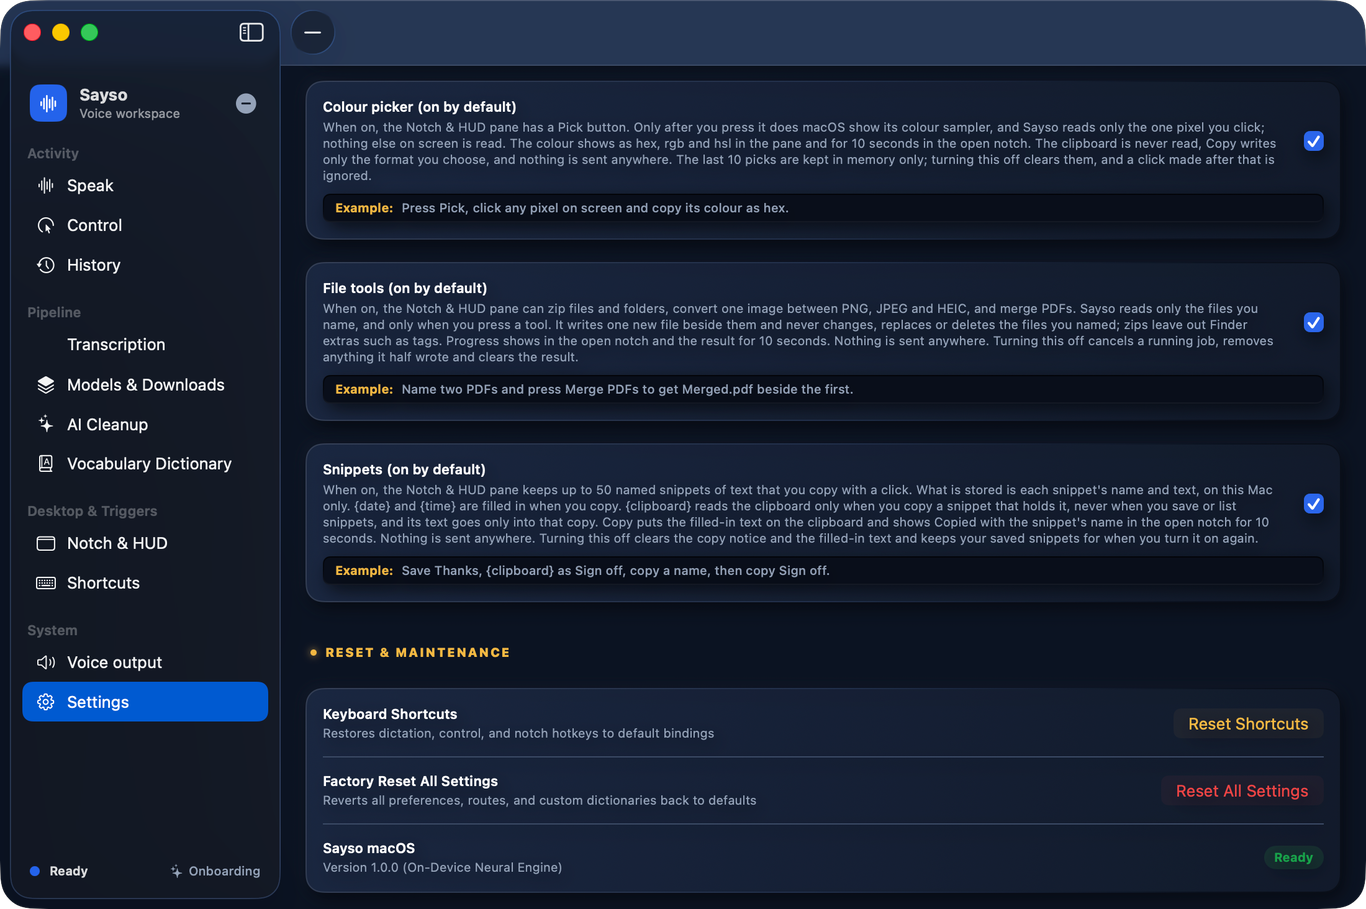 Sayso
Voice workspace
Activity
Speak
Control
History
Pipeline
Transcription
Models & Downloads
AI Cleanup
Vocabulary Dictionary
Desktop & Triggers
Notch & HUD
Shortcuts
System
Voice output
Settings
Ready
Onboarding
Colour picker (on by default)
When on, the Notch & HUD pane has a Pick button. Only after you press it does macOS show its colour sampler, and Sayso reads only the one pixel you click;
nothing else on screen is read. The colour shows as hex, rgb and hsl in the pane and for 10 seconds in the open notch. The clipboard is never read, Copy writes
only the format you choose, and nothing is sent anywhere. The last 10 picks are kept in memory only; turning this off clears them, and a click made after that is
ignored.
Example: Press Pick, click any pixel on screen and copy its colour as hex.
File tools (on by default)
When on, the Notch & HUD pane can zip files and folders, convert one image between PNG, JPEG and HEIC, and merge PDFs. Sayso reads only the files you
name, and only when you press a tool. It writes one new file beside them and never changes, replaces or deletes the files you named; zips leave out Finder
extras such as tags. Progress shows in the open notch and the result for 10 seconds. Nothing is sent anywhere. Turning this off cancels a running job, removes
anything it half wrote and clears the result.
Example: Name two PDFs and press Merge PDFs to get Merged.pdf beside the first.
Snippets (on by default)
When on, the Notch & HUD pane keeps up to 50 named snippets of text that you copy with a click. What is stored is each snippet's name and text, on this Mac
only. {date} and {time} are filled in when you copy. {clipboard} reads the clipboard only when you copy a snippet that holds it, never when you save or list
snippets, and its text goes only into that copy. Copy puts the filled-in text on the clipboard and shows Copied with the snippet's name in the open notch for 10
seconds. Nothing is sent anywhere. Turning this off clears the copy notice and the filled-in text and keeps your saved snippets for when you turn it on again.
Example: Save Thanks, {clipboard} as Sign off, copy a name, then copy Sign off.
RESET & MAINTENANCE
Keyboard Shortcuts
Restores dictation, control, and notch hotkeys to default bindings
Reset Shortcuts
Factory Reset All Settings
Reverts all preferences, routes, and custom dictionaries back to defaults
Reset All Settings
Sayso macOS
Version 1.0.0 (On-Device Neural Engine)
Ready